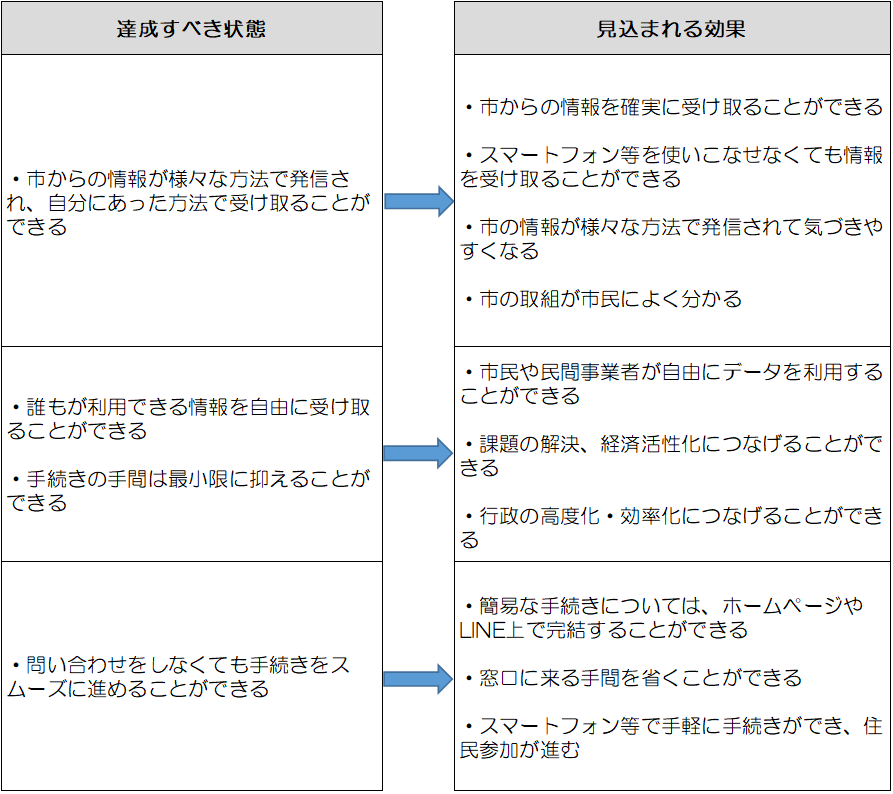 達成すべき状態
見込まれる効果
・市からの情報が様々な方法で発信さ
れ、自分にあった方法で受け取ることが
できる
・市からの情報を確実に受け取ることができる
・スマートフォン等を使いこなせなくても情報
を受け取ることができる
・市の情報が様々な方法で発信されて気づきや
すくなる
・市の取組が市民によく分かる
・誰もが利用できる情報を自由に受け取
ることができる
・手続きの手間は最小限に抑えることが
できる
・市民や民間事業者が自由にデータを利用する
ことができる
・課題の解決、経済活性化につなげることがで
きる
・行政の高度化・効率化につなげることができ
る
・問い合わせをしなくても手続きをス
ムーズに進めることができる
・簡易な手続きについては、ホームページや
LINE上で完結することができる
・窓口に来る手間を省くことができる
・スマートフォン等で手軽に手続きができ、住
民参加が進む